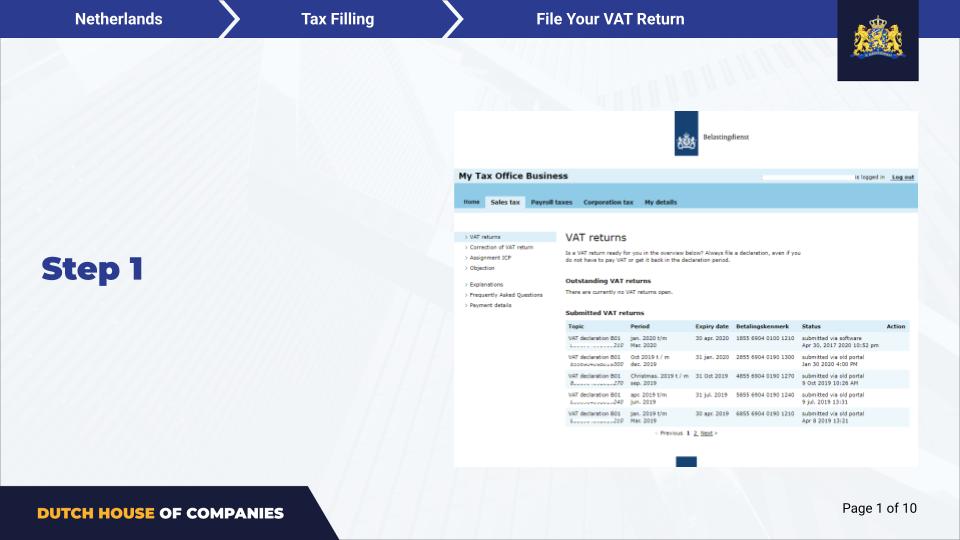 Netherlands
Tax Filling
File Your VAT Return
Belastingdienst
My Tax Office Business
is logged in Log out
Home Sales tax Payroll taxes Corporation tax My details
> VAT returns
> Correction of VAT return
> Assignment ICP
> Objection
> Explanations
> Frequently Asked Questions
> Payment details
VAT returns
Is a VAT return ready for you in the overview below? Always file a declaration, even if you
do not have to pay VAT or get it back in the declaration period.
Outstanding VAT returns
There are currently no VAT returns open.
Submitted VAT returns
Topic Period Expiry date Betalingskenmerk Status Action
VAT declaration B01 jan. 2020 t/m 30 apr. 2020 1855 6904 0100 1210 submitted via software
210 Mar. 2020 Apr 30, 2017 2020 10:52 pm
VAT declaration B01 Oct 2019 t / m 31 jan. 2020 2855 6904 0190 1300 submitted via old portal
300 dec. 2019 Jan 30 2020 4:00 PM
VAT declaration B01 Christmas. 2019 t / m 31 Oct 2019 4855 6904 0190 1270 submitted via old portal
270 sep. 2019 9 Oct 2019 10:26 AM
VAT declaration B01 apr. 2019 t/m 31 jul. 2019 5855 6904 0190 1240 submitted via old portal
240 jun. 2019 9 jul. 2019 13:31
VAT declaration B01 jan. 2019 t/m 30 apr. 2019 6855 6904 0190 1210 submitted via old portal
210 Mar. 2019 Apr 8 2019 13:21
< Previous 1 2 Next >
Step 1
DUTCH HOUSE OF COMPANIES
Page 1 of 10